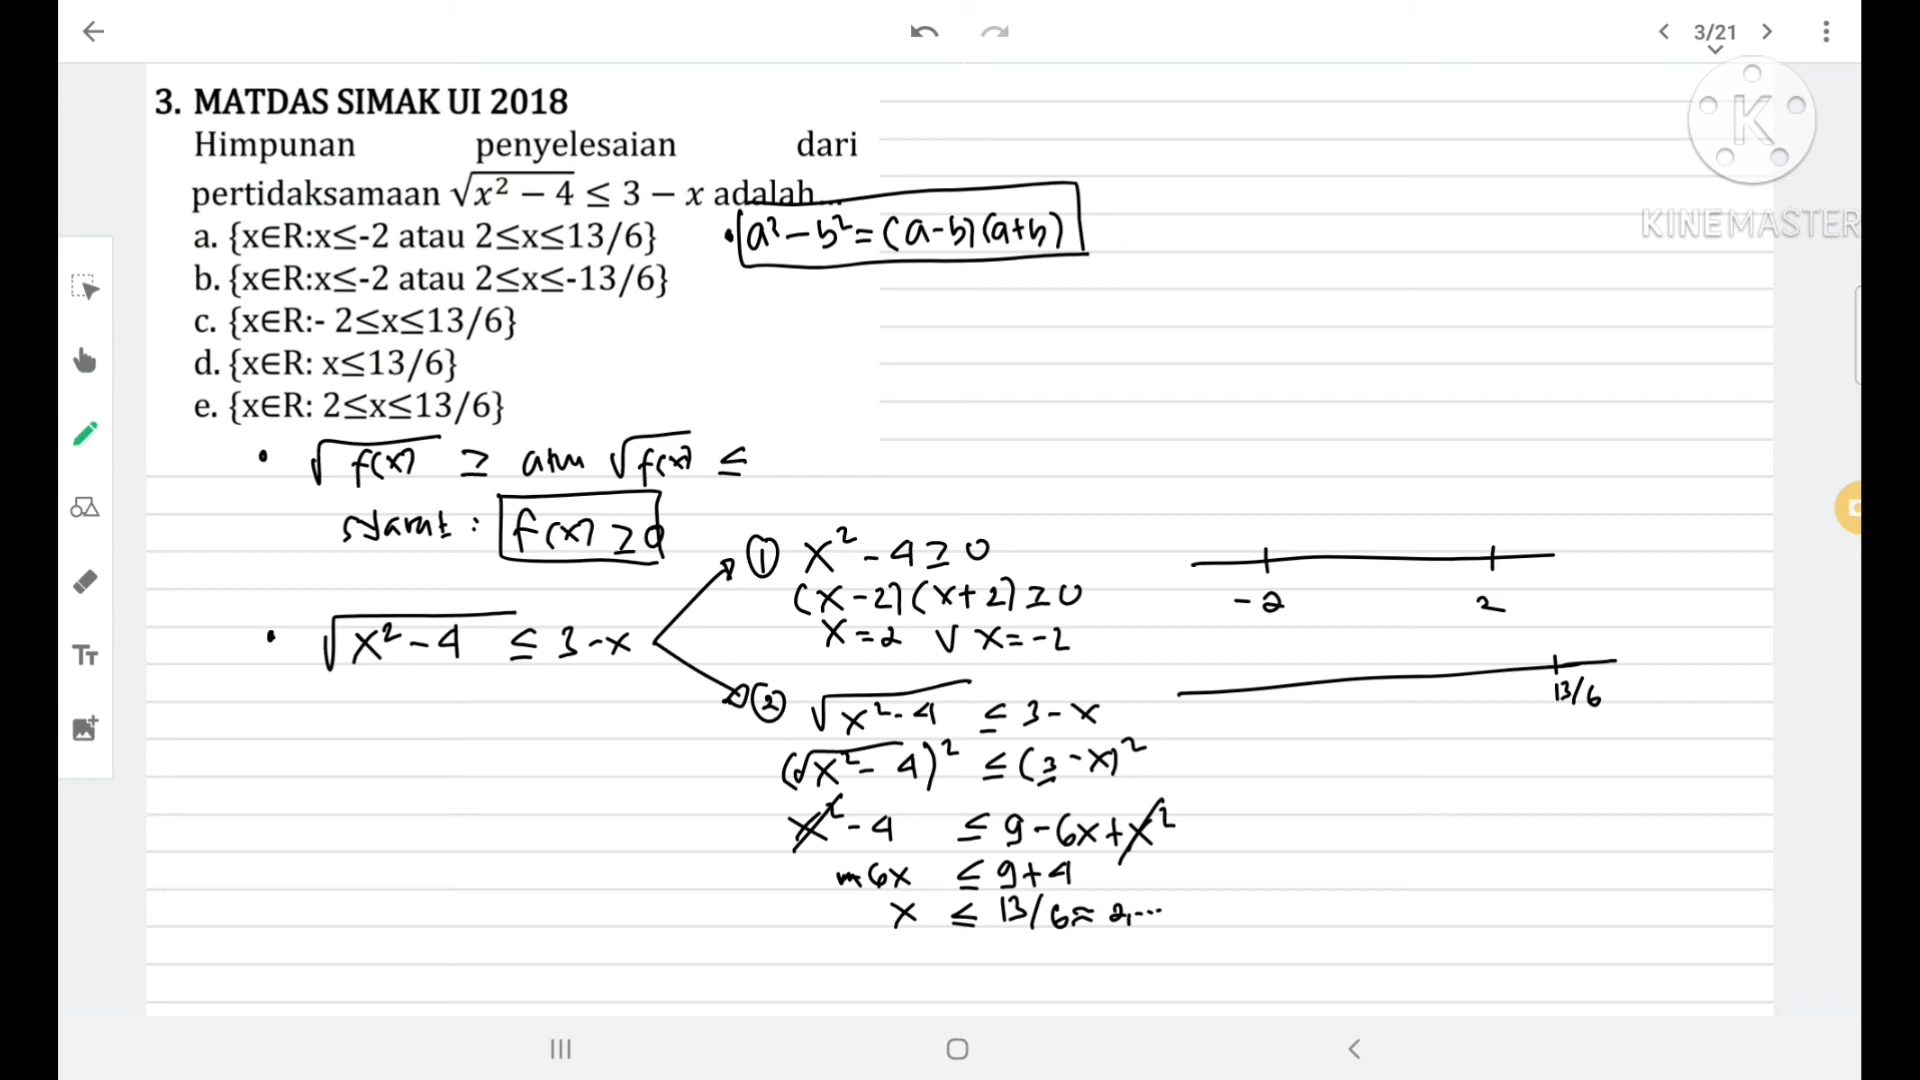 3/21
3. MATDAS SIMAK UI 2018
Himpunan penyelesaian dari
pertidaksamaan √(x² − 4) ≤ 3 − x adalah...
a. {x∈R:x≤-2 atau 2≤x≤13/6}
b. {x∈R:x≤-2 atau 2≤x≤-13/6}
c. {x∈R:- 2≤x≤13/6}
d. {x∈R: x≤13/6}
e. {x∈R: 2≤x≤13/6}
• a² − b² = (a-b)(a+b)
K
KINEMASTER
• √f(x) ≥ atau √f(x) ≤
syarat : f(x) ≥ 0
• √(x² − 4) ≤ 3 − x
① x² − 4 ≥ 0
(x − 2)(x + 2) ≥ 0
x = 2 ∨ x = −2
② √(x² − 4) ≤ 3 − x
(√(x² − 4))² ≤ (3 − x)²
x² − 4 ≤ 9 − 6x + x²
6x ≤ 9 + 4
x ≤ 13/6 ≈ 2,...
−2 2
13/6
Tт